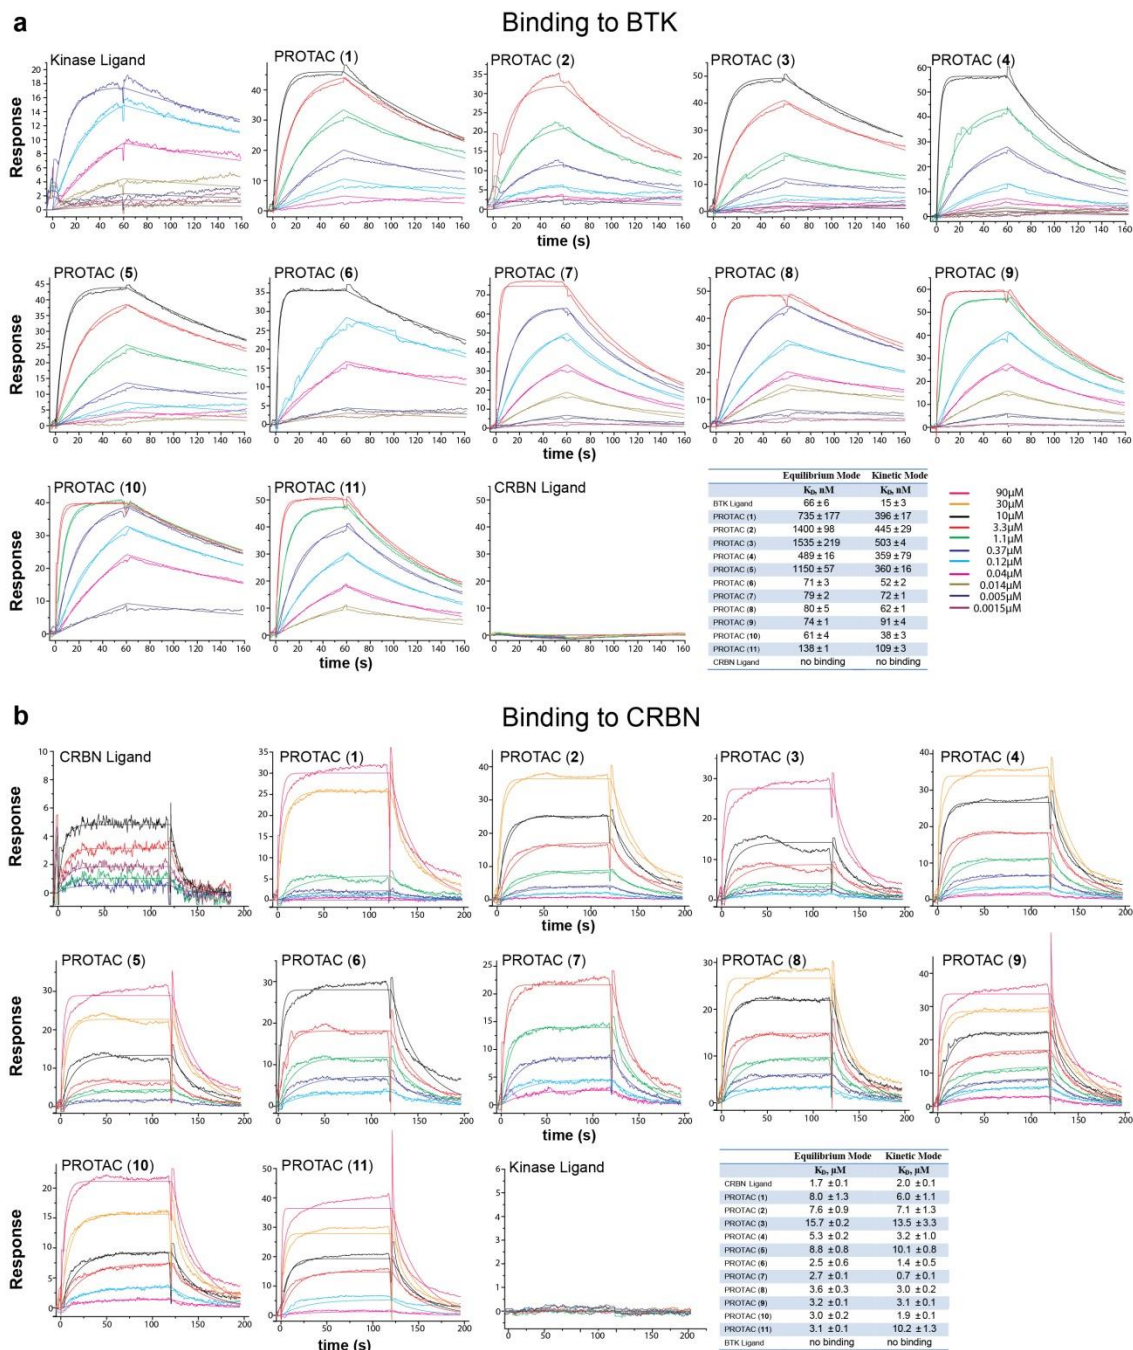 a Binding to BTK
Kinase Ligand
PROTAC (1)
PROTAC (2)
PROTAC (3)
PROTAC (4)
Response
time (s)
PROTAC (5)
PROTAC (6)
PROTAC (7)
PROTAC (8)
PROTAC (9)
Response
PROTAC (10)
PROTAC (11)
CRBN Ligand
Response
time (s)
time (s)
Equilibrium Mode Kinetic Mode
K_D, nM K_D, nM
BTK Ligand 66 ± 6 15 ± 3
PROTAC (1) 735 ± 177 396 ± 17
PROTAC (2) 1400 ± 98 445 ± 29
PROTAC (3) 1535 ± 219 503 ± 4
PROTAC (4) 489 ± 16 359 ± 79
PROTAC (5) 1150 ± 57 360 ± 16
PROTAC (6) 71 ± 3 52 ± 2
PROTAC (7) 79 ± 2 72 ± 1
PROTAC (8) 80 ± 5 62 ± 1
PROTAC (9) 74 ± 1 91 ± 4
PROTAC (10) 61 ± 4 38 ± 3
PROTAC (11) 138 ± 1 109 ± 3
CRBN Ligand no binding no binding
90µM
30µM
10µM
3.3µM
1.1µM
0.37µM
0.12µM
0.04µM
0.014µM
0.005µM
0.0015µM
b Binding to CRBN
CRBN Ligand
PROTAC (1)
PROTAC (2)
PROTAC (3)
PROTAC (4)
Response
time (s)
PROTAC (5)
PROTAC (6)
PROTAC (7)
PROTAC (8)
PROTAC (9)
Response
time (s)
PROTAC (10)
PROTAC (11)
Kinase Ligand
Response
time (s)
Equilibrium Mode Kinetic Mode
K_D, µM K_D, µM
CRBN Ligand 1.7 ± 0.1 2.0 ± 0.1
PROTAC (1) 8.0 ± 1.3 6.0 ± 1.1
PROTAC (2) 7.6 ± 0.9 7.1 ± 1.3
PROTAC (3) 15.7 ± 0.2 13.5 ± 3.3
PROTAC (4) 5.3 ± 0.2 3.2 ± 1.0
PROTAC (5) 8.8 ± 0.8 10.1 ± 0.8
PROTAC (6) 2.5 ± 0.6 1.4 ± 0.5
PROTAC (7) 2.7 ± 0.1 0.7 ± 0.1
PROTAC (8) 3.6 ± 0.3 3.0 ± 0.2
PROTAC (9) 3.2 ± 0.1 3.1 ± 0.1
PROTAC (10) 3.0 ± 0.2 1.9 ± 0.1
PROTAC (11) 3.1 ± 0.1 10.2 ± 1.3
BTK Ligand no binding no binding